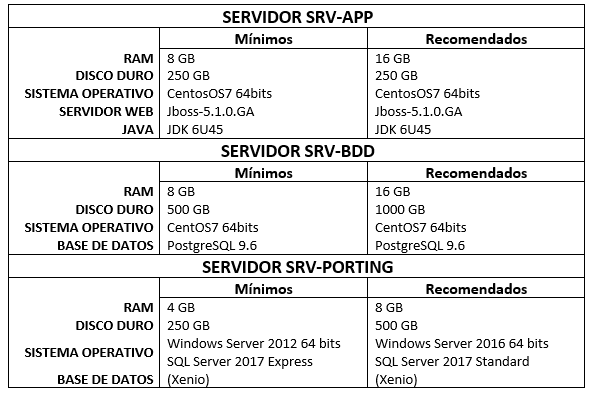 SERVIDOR SRV-APP
Mínimos Recomendados
RAM 8 GB 16 GB
DISCO DURO 250 GB 250 GB
SISTEMA OPERATIVO CentosOS7 64bits CentosOS7 64bits
SERVIDOR WEB Jboss-5.1.0.GA Jboss-5.1.0.GA
JAVA JDK 6U45 JDK 6U45
SERVIDOR SRV-BDD
Mínimos Recomendados
RAM 8 GB 16 GB
DISCO DURO 500 GB 1000 GB
SISTEMA OPERATIVO CentOS7 64bits CentOS7 64bits
BASE DE DATOS PostgreSQL 9.6 PostgreSQL 9.6
SERVIDOR SRV-PORTING
Mínimos Recomendados
RAM 4 GB 8 GB
DISCO DURO 250 GB 500 GB
SISTEMA OPERATIVO Windows Server 2012 64 bits Windows Server 2016 64 bits
SQL Server 2017 Express SQL Server 2017 Standard
BASE DE DATOS (Xenio) (Xenio)